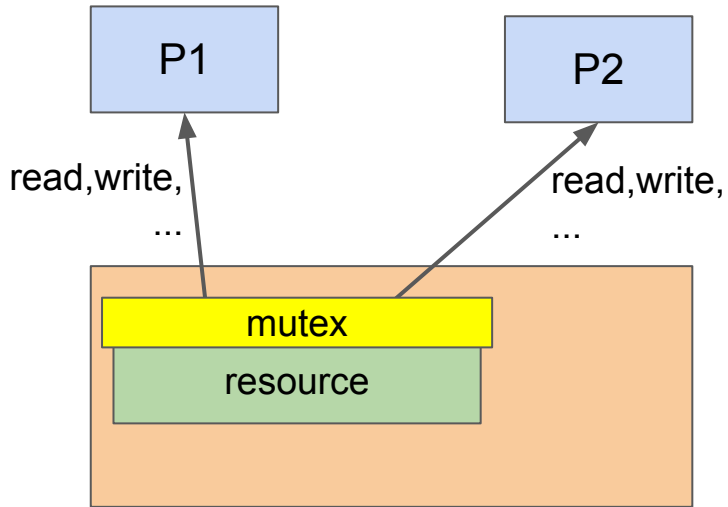 P1
P2
read,write,
...
read,write,
...
mutex
resource